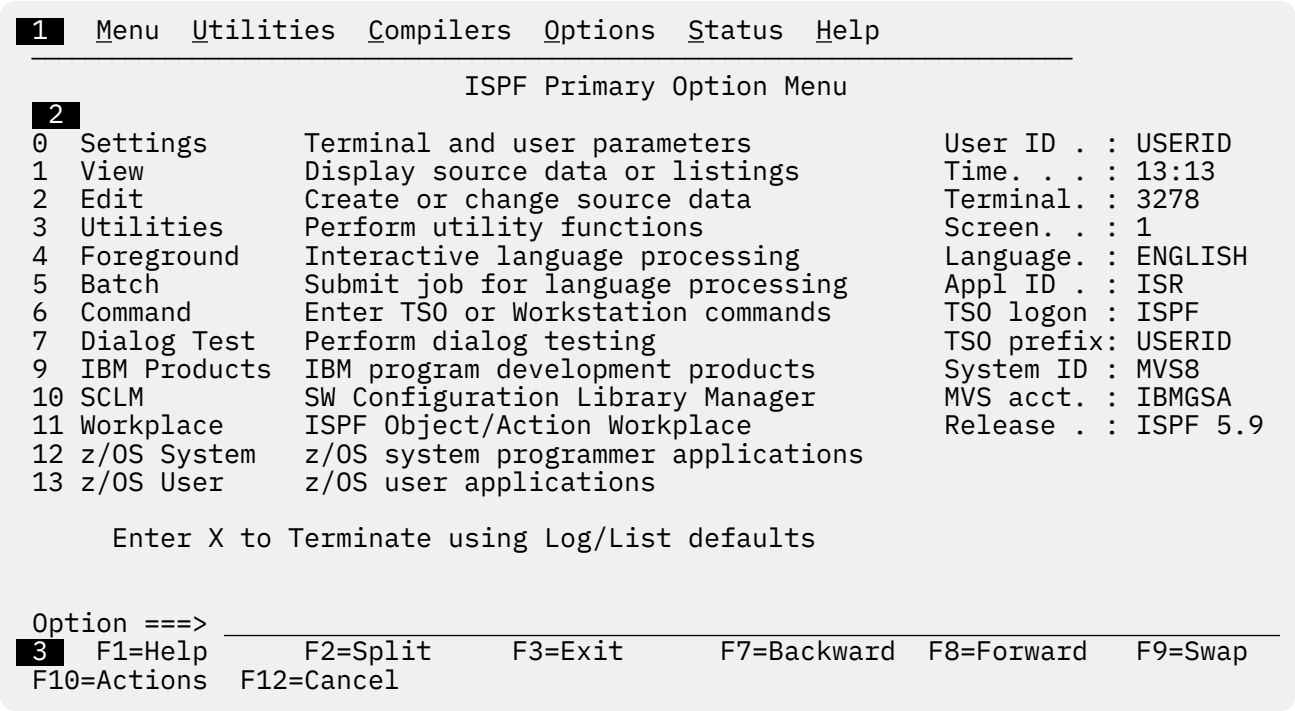 1 Menu Utilities Compilers Options Status Help
ISPF Primary Option Menu
2
0 Settings Terminal and user parameters User ID . : USERID
1 View Display source data or listings Time. . . : 13:13
2 Edit Create or change source data Terminal. : 3278
3 Utilities Perform utility functions Screen. . : 1
4 Foreground Interactive language processing Language. : ENGLISH
5 Batch Submit job for language processing Appl ID . : ISR
6 Command Enter TSO or Workstation commands TSO logon : ISPF
7 Dialog Test Perform dialog testing TSO prefix: USERID
9 IBM Products IBM program development products System ID : MVS8
10 SCLM SW Configuration Library Manager MVS acct. : IBMGSA
11 Workplace ISPF Object/Action Workplace Release . : ISPF 5.9
12 z/OS System z/OS system programmer applications
13 z/OS User z/OS user applications
Enter X to Terminate using Log/List defaults
Option ===>
3 F1=Help F2=Split F3=Exit F7=Backward F8=Forward F9=Swap
F10=Actions F12=Cancel